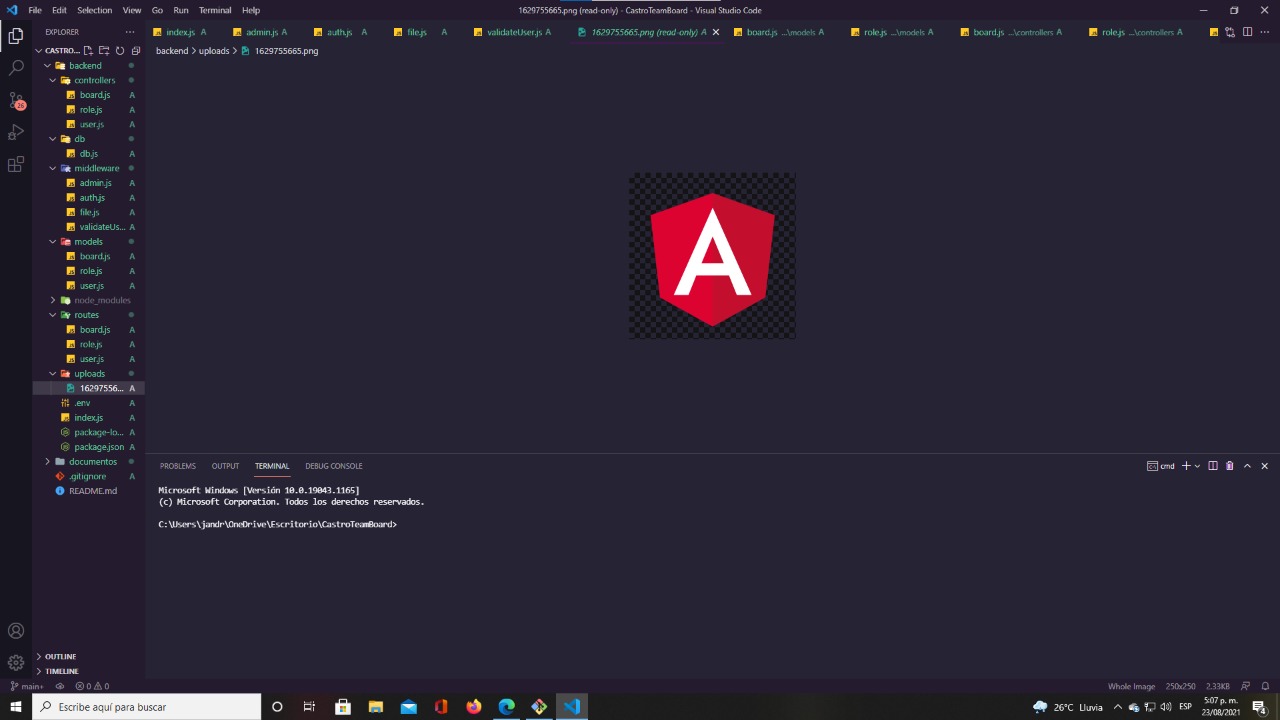 File Edit Selection View Go Run Terminal Help
1629755665.png (read-only) - CastroTeamBoard - Visual Studio Code
EXPLORER
index.js A admin.js A auth.js A file.js A validateUser.js A 1629755665.png (read-only) A board.js ...\models A role.js ...\models A board.js ...\controllers A role.js ...\controllers A
CASTRO...
backend > uploads > 1629755665.png
backend
controllers
board.js A
role.js A
user.js A
db
db.js A
middleware
admin.js A
auth.js A
file.js A
validateUs... A
models
board.js A
role.js A
user.js A
node_modules
routes
board.js A
role.js A
user.js A
uploads
16297556... A
.env A
index.js A
package-lo... A
package.json A
documentos
.gitignore A
README.md
OUTLINE
TIMELINE
26
A
PROBLEMS OUTPUT TERMINAL DEBUG CONSOLE
cmd
Microsoft Windows [Versión 10.0.19043.1165]
(c) Microsoft Corporation. Todos los derechos reservados.
C:\Users\jandr\OneDrive\Escritorio\CastroTeamBoard>
main+ 0 0
Whole Image 250x250 2.33KB
Escribe aquí para buscar
26°C Lluvia ESP
5:07 p. m.
23/08/2021